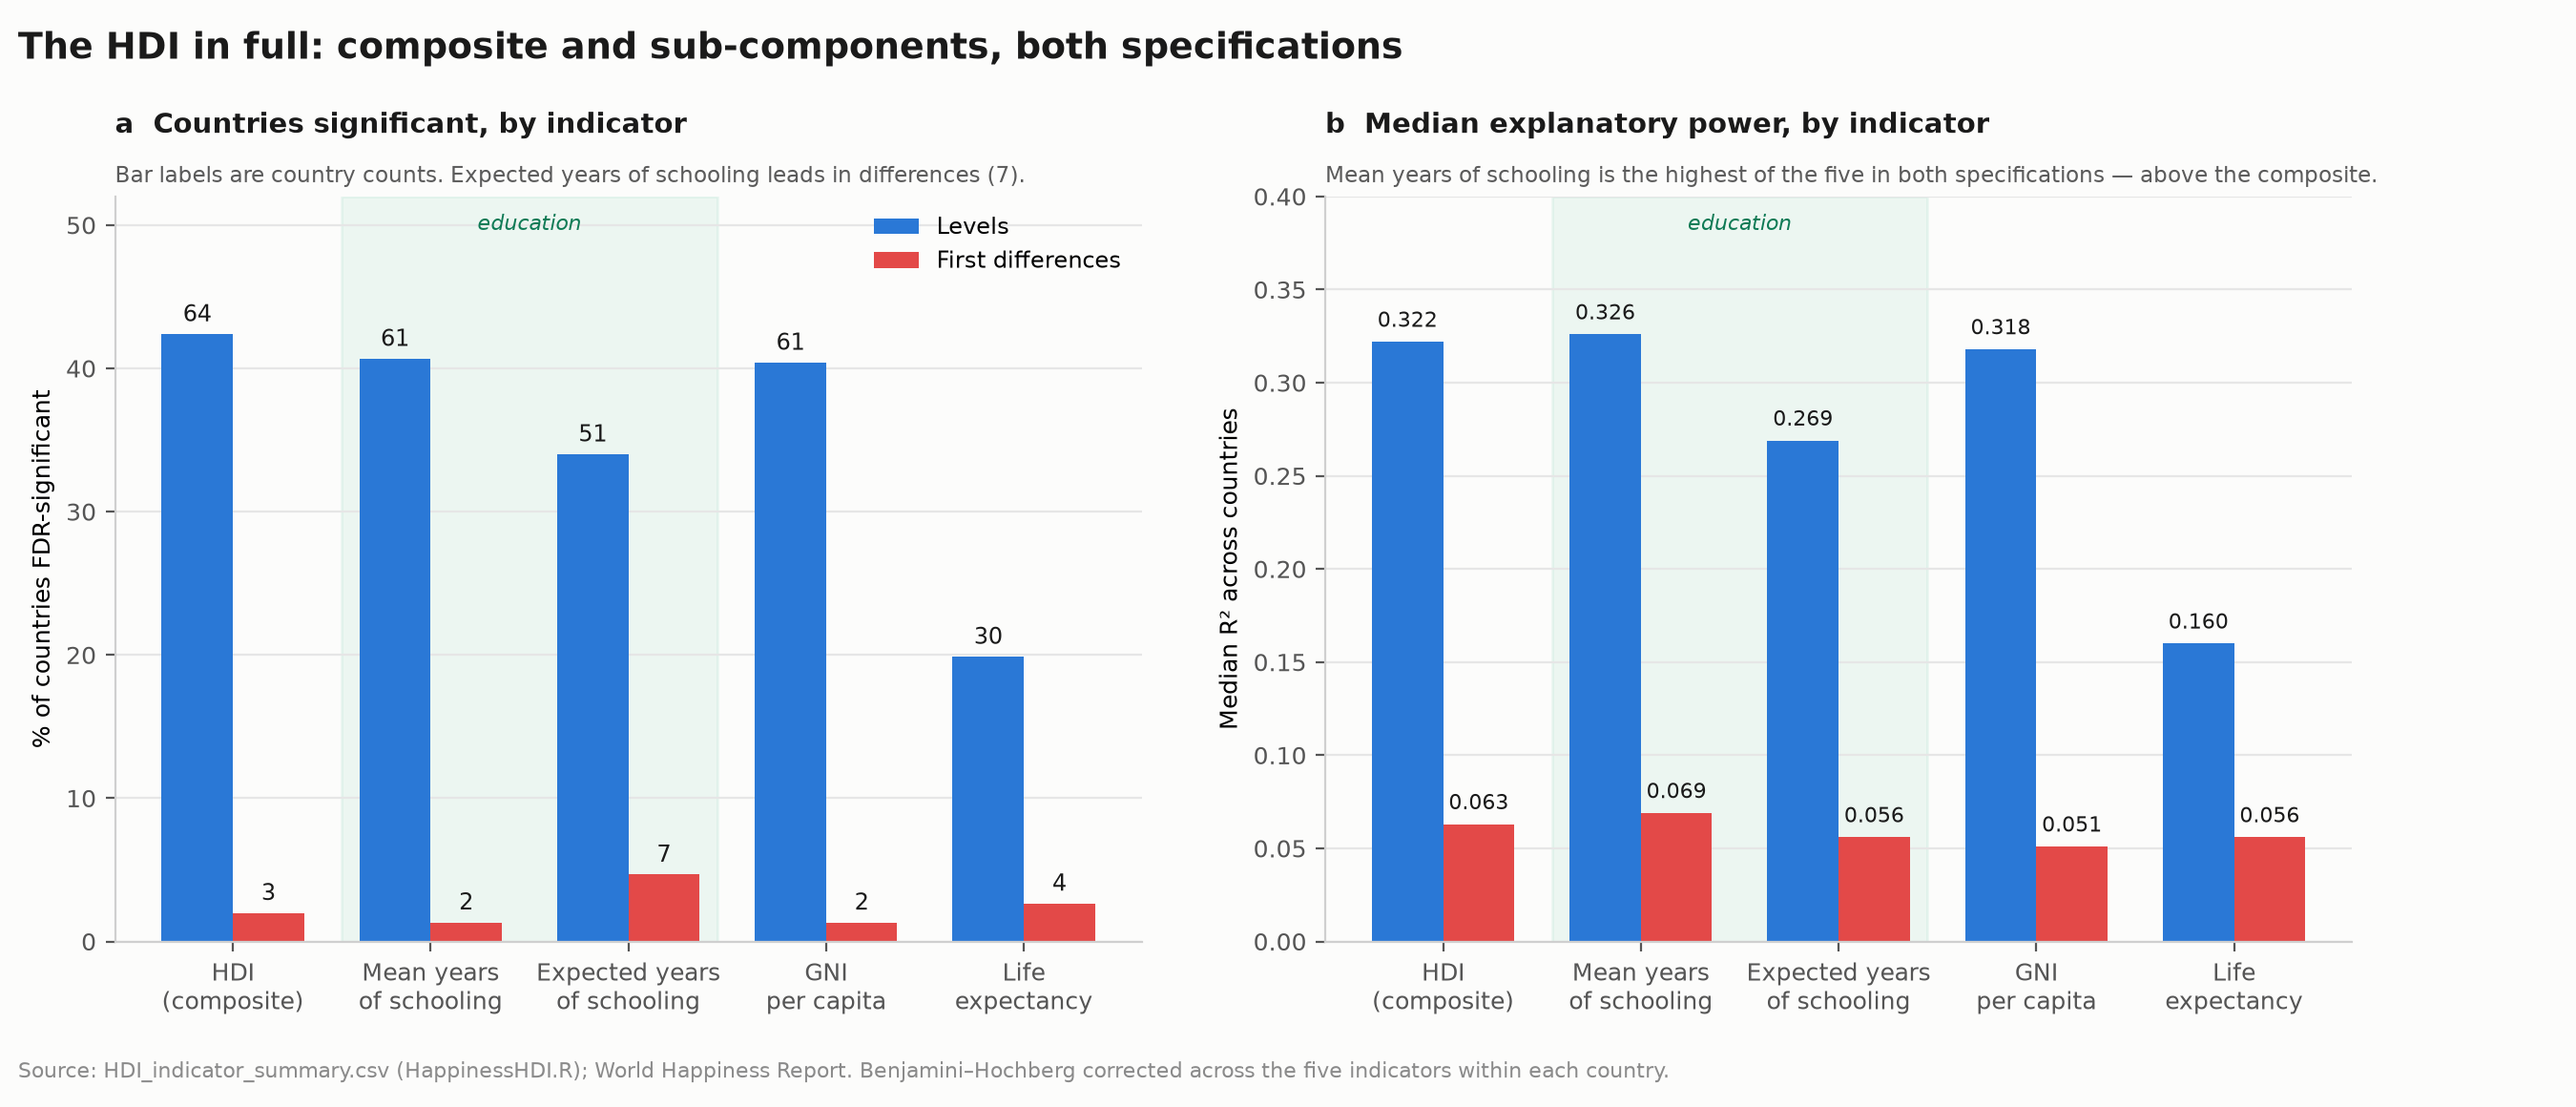 The HDI in full: composite and sub-components, both specifications
a Countries significant, by indicator
Bar labels are country counts. Expected years of schooling leads in differences (7).
education
Levels
First differences
% of countries FDR-significant
50
40
30
20
10
0
64
3
61
2
51
7
61
2
30
4
HDI
(composite)
Mean years
of schooling
Expected years
of schooling
GNI
per capita
Life
expectancy
b Median explanatory power, by indicator
Mean years of schooling is the highest of the five in both specifications — above the composite.
education
Median R² across countries
0.40
0.35
0.30
0.25
0.20
0.15
0.10
0.05
0.00
0.322
0.063
0.326
0.069
0.269
0.056
0.318
0.051
0.160
0.056
HDI
(composite)
Mean years
of schooling
Expected years
of schooling
GNI
per capita
Life
expectancy
Source: HDI_indicator_summary.csv (HappinessHDI.R); World Happiness Report. Benjamini–Hochberg corrected across the five indicators within each country.